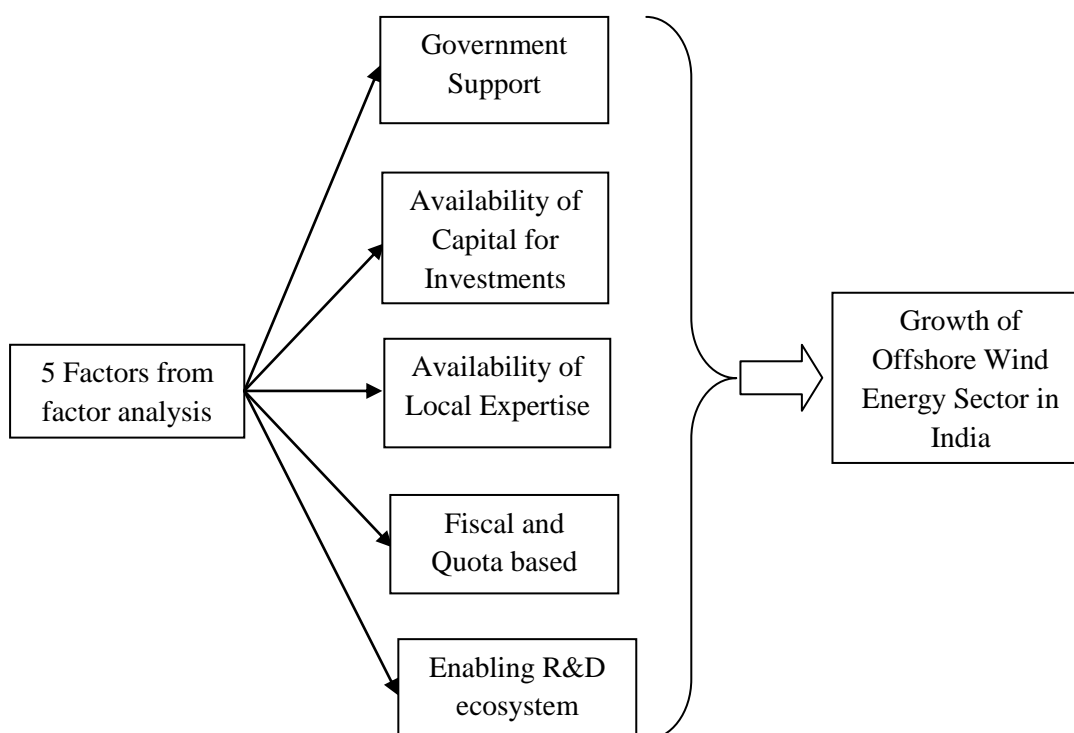 5 Factors from
factor analysis
Government
Support
Availability of
Capital for
Investments
Availability of
Local Expertise
Fiscal and
Quota based
Enabling R&D
ecosystem
Growth of
Offshore Wind
Energy Sector in
India